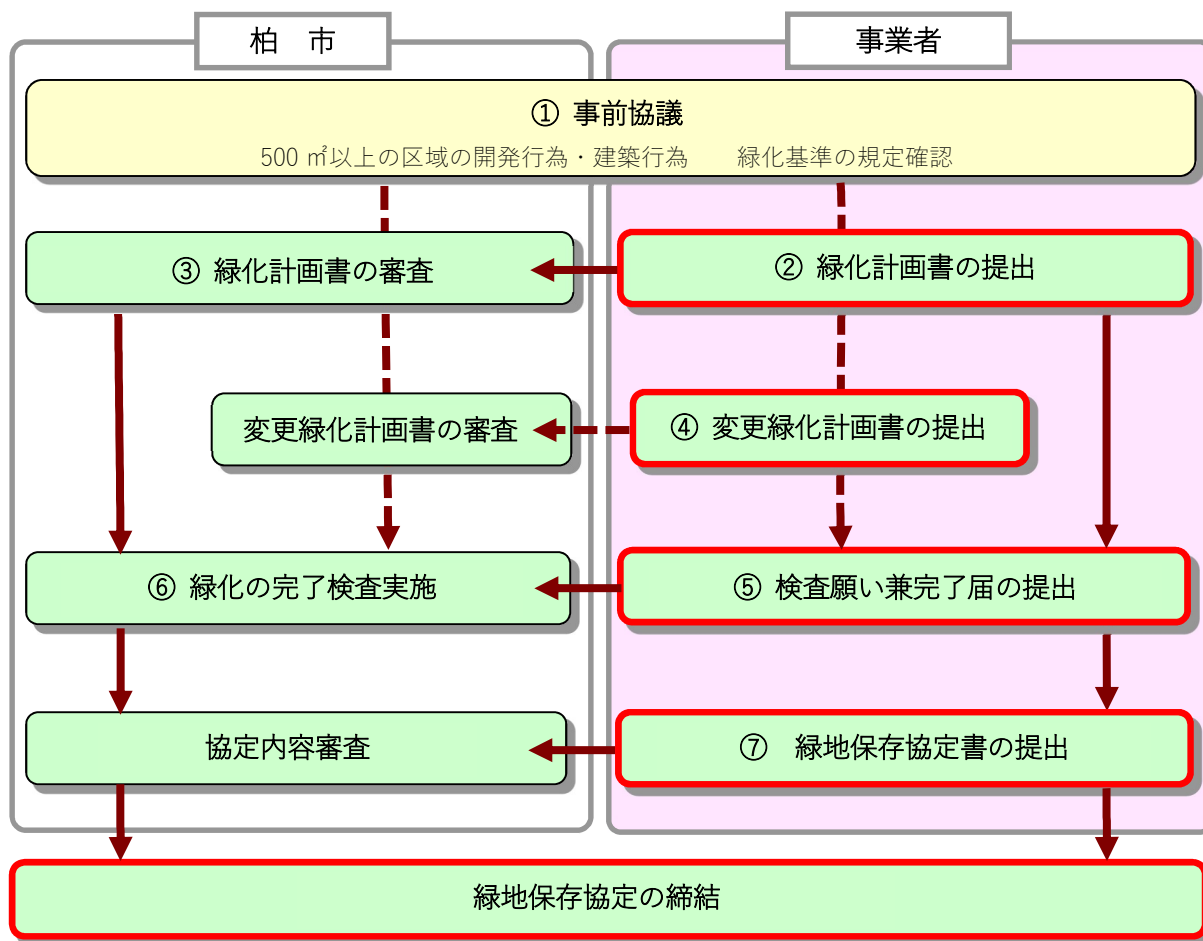 柏　市
事業者
① 事前協議
500 ㎡以上の区域の開発行為・建築行為　　緑化基準の規定確認
③ 緑化計画書の審査
② 緑化計画書の提出
変更緑化計画書の審査
④ 変更緑化計画書の提出
⑥ 緑化の完了検査実施
⑤ 検査願い兼完了届の提出
協定内容審査
⑦　緑地保存協定書の提出
緑地保存協定の締結